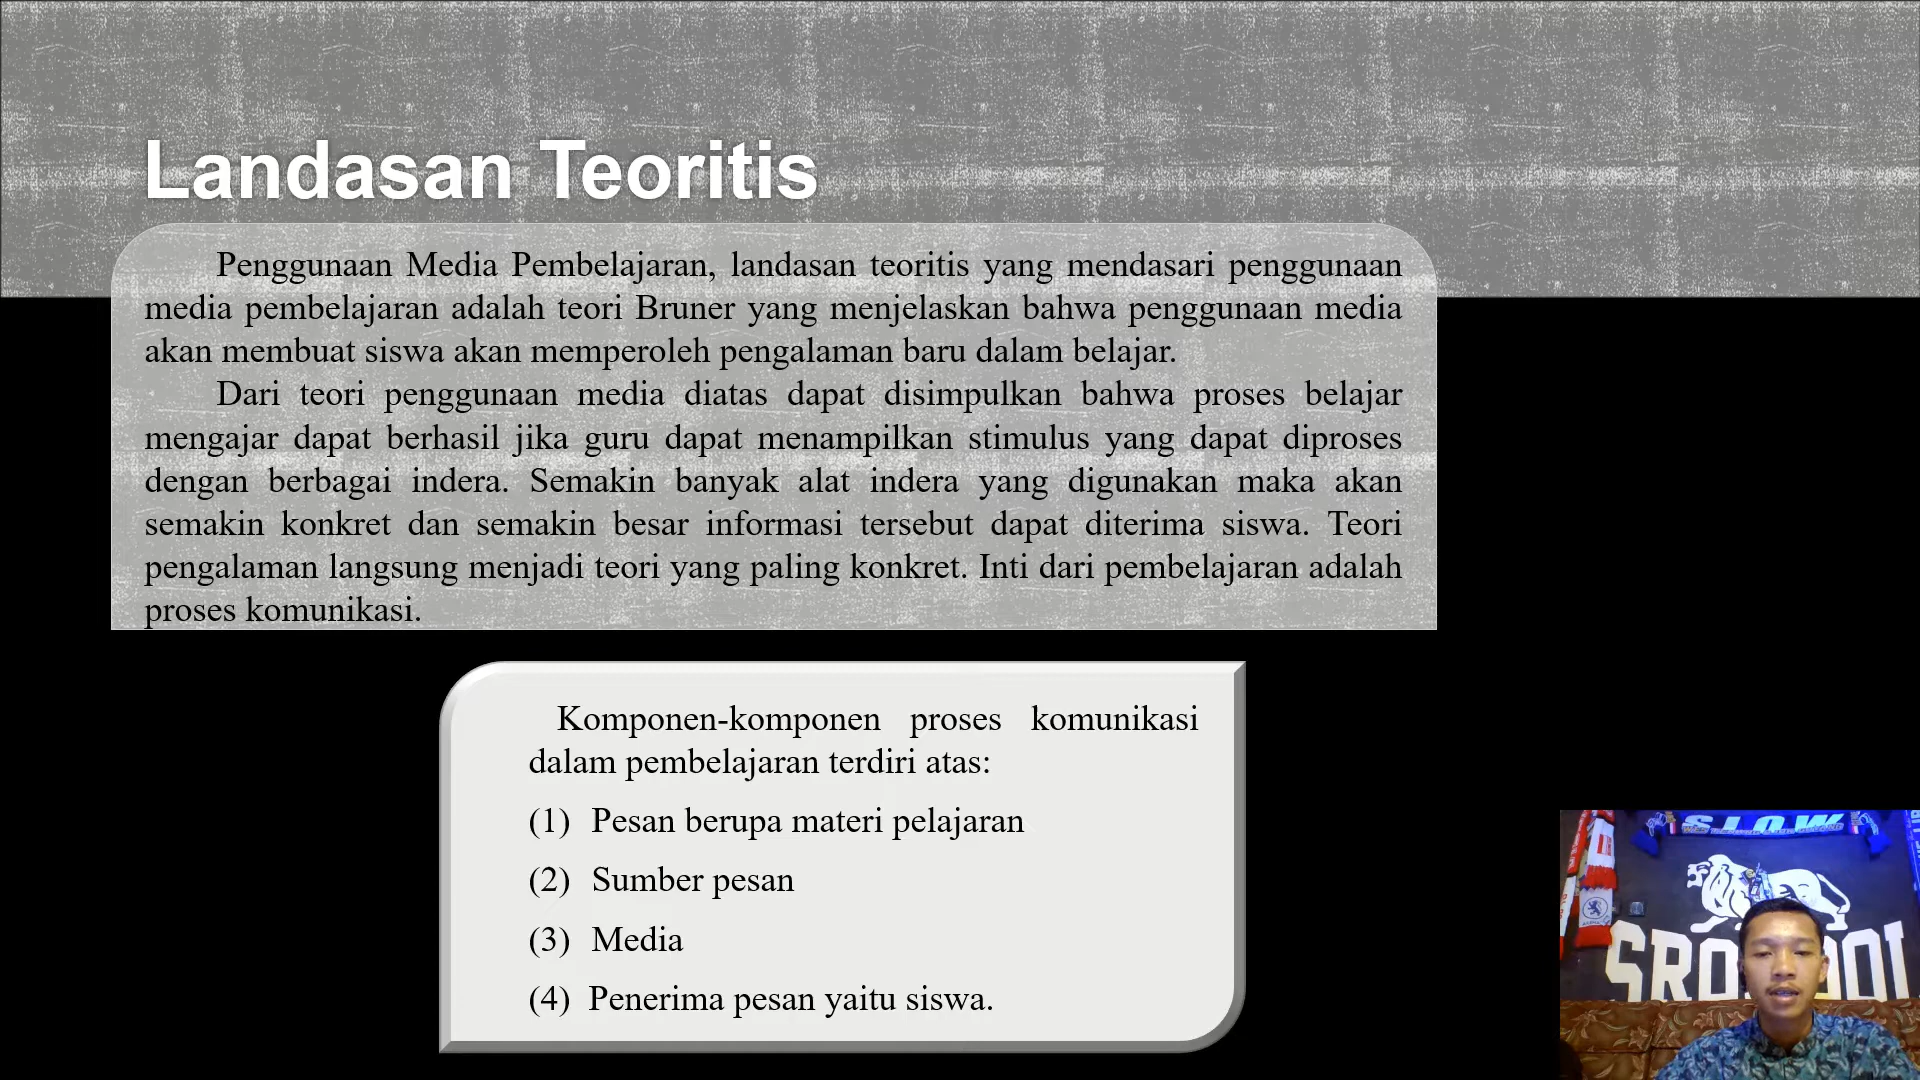 Landasan Teoritis
Penggunaan Media Pembelajaran, landasan teoritis yang mendasari penggunaan
media pembelajaran adalah teori Bruner yang menjelaskan bahwa penggunaan media
akan membuat siswa akan memperoleh pengalaman baru dalam belajar.
Dari teori penggunaan media diatas dapat disimpulkan bahwa proses belajar
mengajar dapat berhasil jika guru dapat menampilkan stimulus yang dapat diproses
dengan berbagai indera. Semakin banyak alat indera yang digunakan maka akan
semakin konkret dan semakin besar informasi tersebut dapat diterima siswa. Teori
pengalaman langsung menjadi teori yang paling konkret. Inti dari pembelajaran adalah
proses komunikasi.
Komponen-komponen proses komunikasi
dalam pembelajaran terdiri atas:
(1) Pesan berupa materi pelajaran
(2) Sumber pesan
(3) Media
(4) Penerima pesan yaitu siswa.